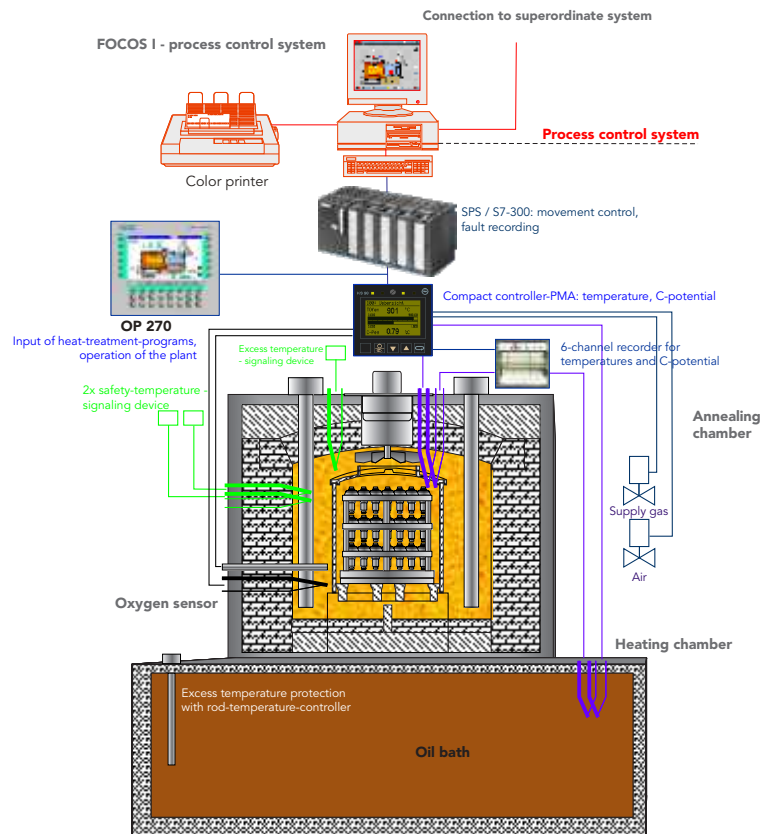 Connection to superordinate system
FOCOS I - process control system
Process control system
Color printer
SPS / S7-300: movement control,
fault recording
OP 270
Input of heat-treatment-programs,
operation of the plant
Compact controller-PMA: temperature, C-potential
901 °C
0.79
Excess temperature
- signaling device
6-channel recorder for
temperatures and C-potential
2x safety-temperature -
signaling device
Annealing
chamber
Supply gas
Air
Oxygen sensor
Heating chamber
Excess temperature protection
with rod-temperature-controller
Oil bath